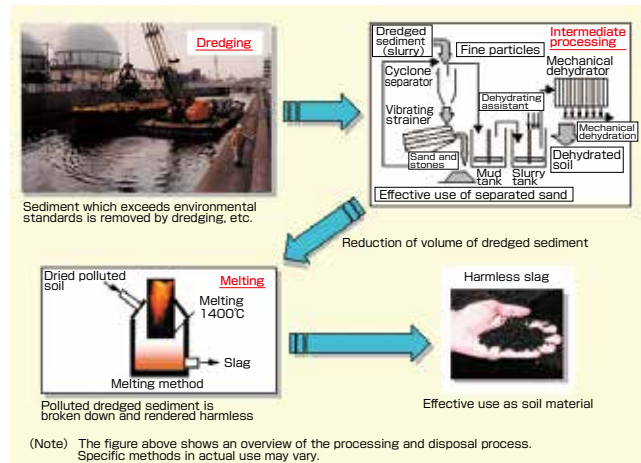 Dredging
Sediment which exceeds environmental
standards is removed by dredging, etc.
Intermediate
processing
Dredged
sediment
(slurry)
Fine particles
Cyclone
separator
Mechanical
dehydrator
Vibrating
strainer
Dehydrating
assistant
Mechanical
dehydration
Sand and
stones
Mud
tank
Slurry
tank
Dehydrated
soil
Effective use of separated sand
Reduction of volume of dredged sediment
Dried polluted
soil
Melting
Melting
1400℃
Slag
Melting method
Polluted dredged sediment is
broken down and rendered harmless
Harmless slag
Effective use as soil material
(Note) The figure above shows an overview of the processing and disposal process.
Specific methods in actual use may vary.